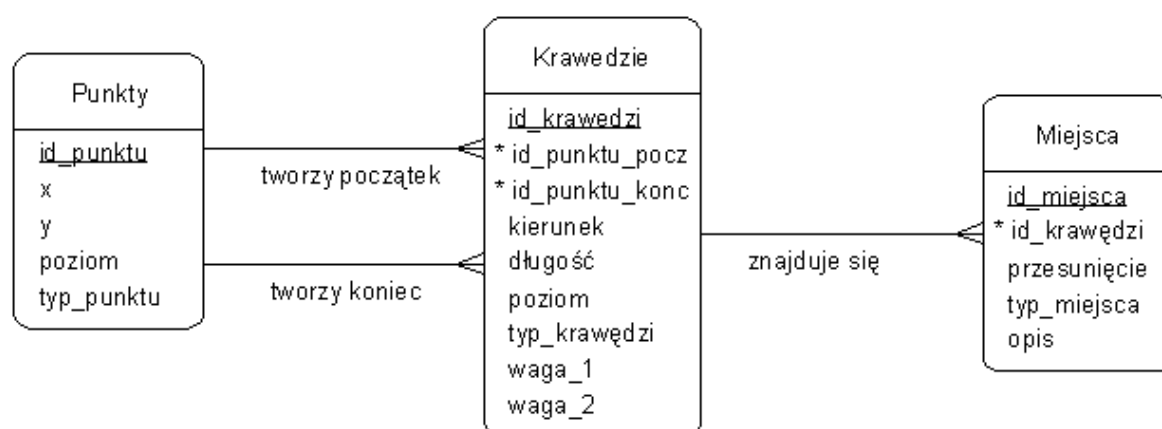 Punkty
id_punktu
x
y
poziom
typ_punktu
tworzy początek
tworzy koniec
Krawedzie
id_krawedzi
* id_punktu_pocz
* id_punktu_konc
kierunek
długość
poziom
typ_krawędzi
waga_1
waga_2
znajduje się
Miejsca
id_miejsca
* id_krawędzi
przesunięcie
typ_miejsca
opis